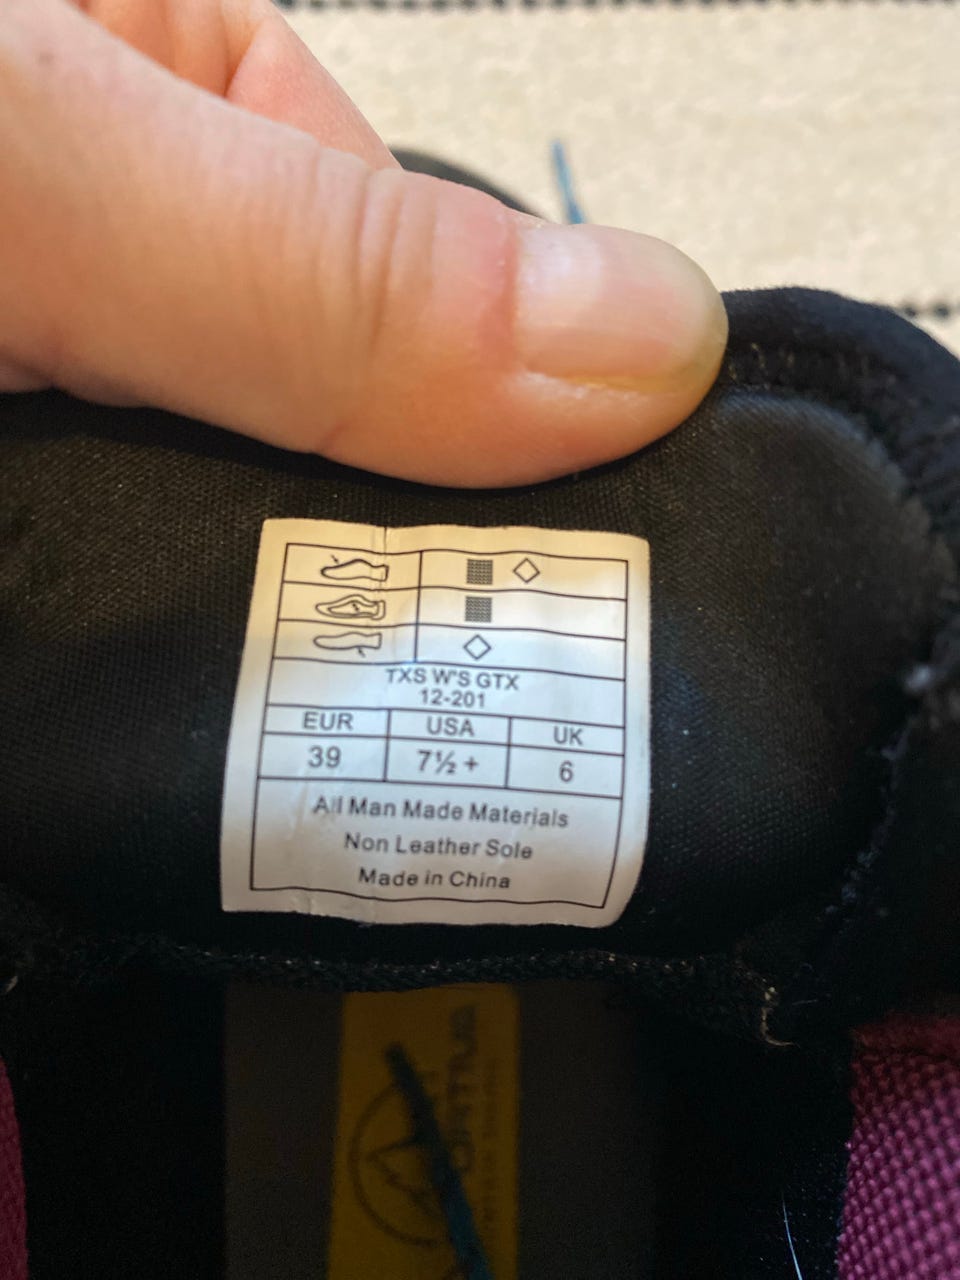 TXS W'S GTX
12-201
EUR USA UK
39 7½ + 6
All Man Made Materials
Non Leather Sole
Made in China